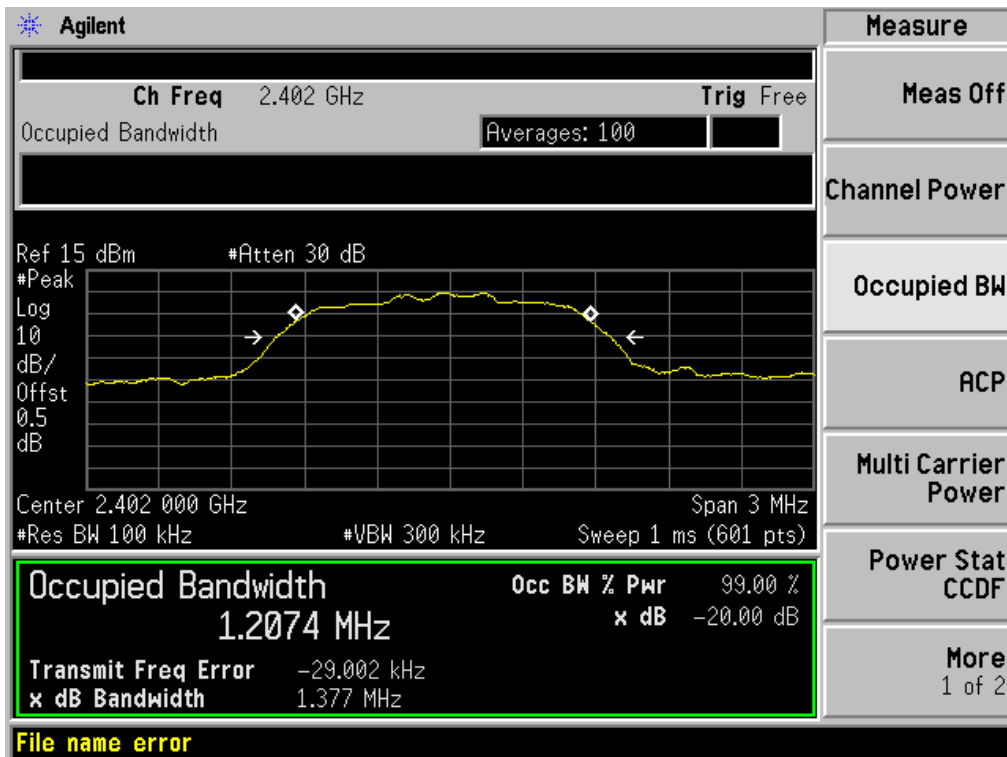 Agilent
Measure
Ch Freq 2.402 GHz Trig Free
Occupied Bandwidth Averages: 100
Ref 15 dBm #Atten 30 dB
#Peak
Log
10
dB/
Offst
0.5
dB
Center 2.402 000 GHz Span 3 MHz
#Res BW 100 kHz #VBW 300 kHz Sweep 1 ms (601 pts)
Occupied Bandwidth Occ BW % Pwr 99.00 %
1.2074 MHz x dB -20.00 dB
Transmit Freq Error -29.002 kHz
x dB Bandwidth 1.377 MHz
File name error
Meas Off
Channel Power
Occupied BW
ACP
Multi Carrier
Power
Power Stat
CCDF
More
1 of 2